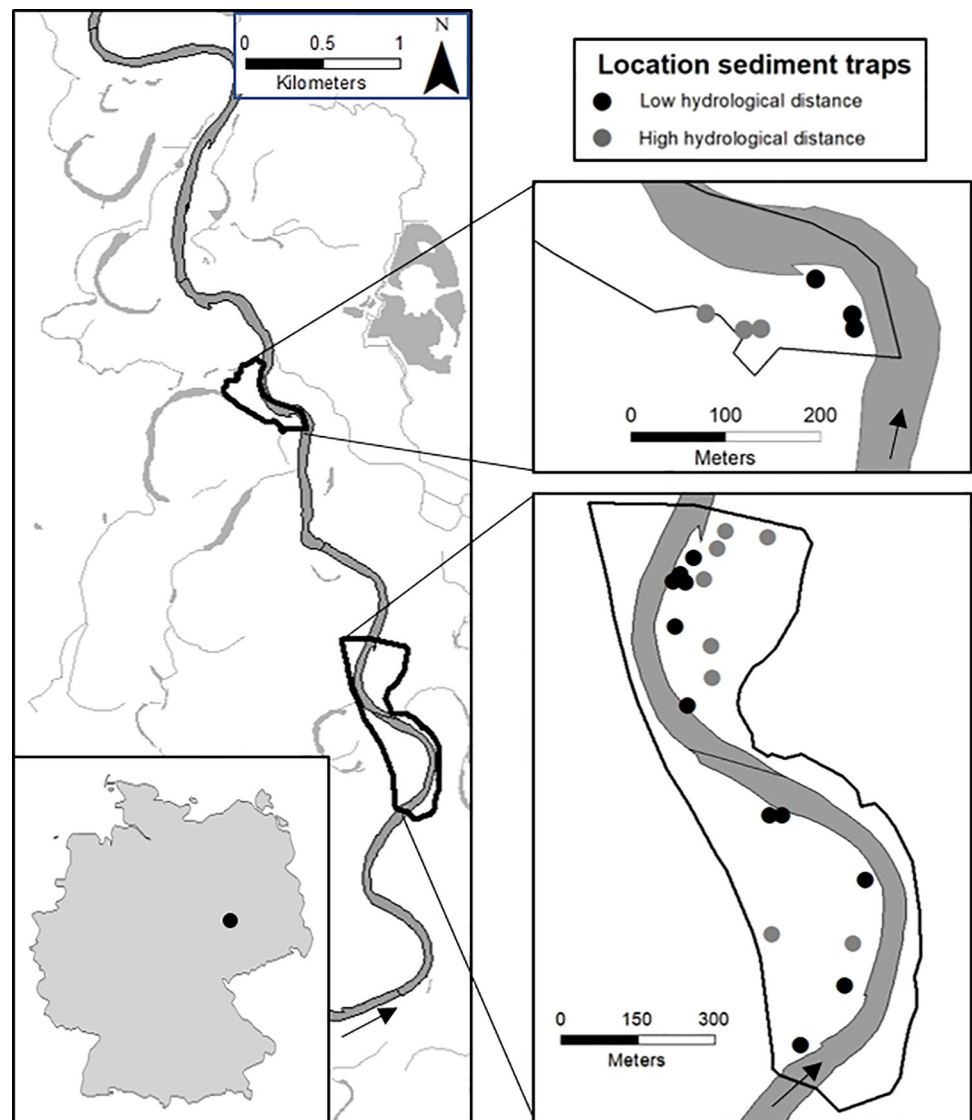 0 0.5 1
Kilometers
N
Location sediment traps
Low hydrological distance
High hydrological distance
0 100 200
Meters
0 150 300
Meters